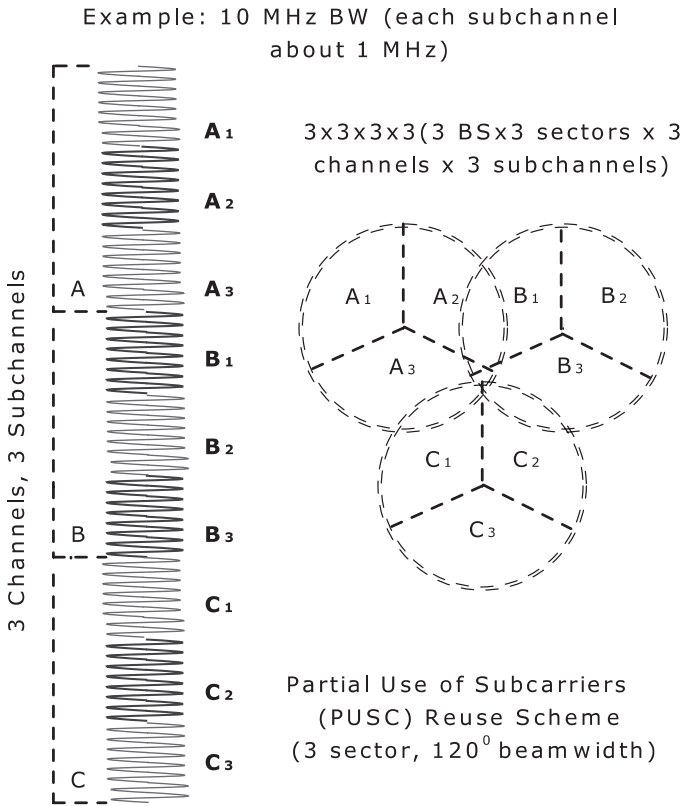 Example: 10 MHz BW (each subchannel
about 1 MHz)
3 Channels, 3 Subchannels
A
B
C
A1
A2
A3
B1
B2
B3
C1
C2
C3
3x3x3x3(3 BSx3 sectors x 3
channels x 3 subchannels)
A1
A2
A3
B1
B2
B3
C1
C2
C3
Partial Use of Subcarriers
(PUSC) Reuse Scheme
(3 sector, 120⁰ beamwidth)